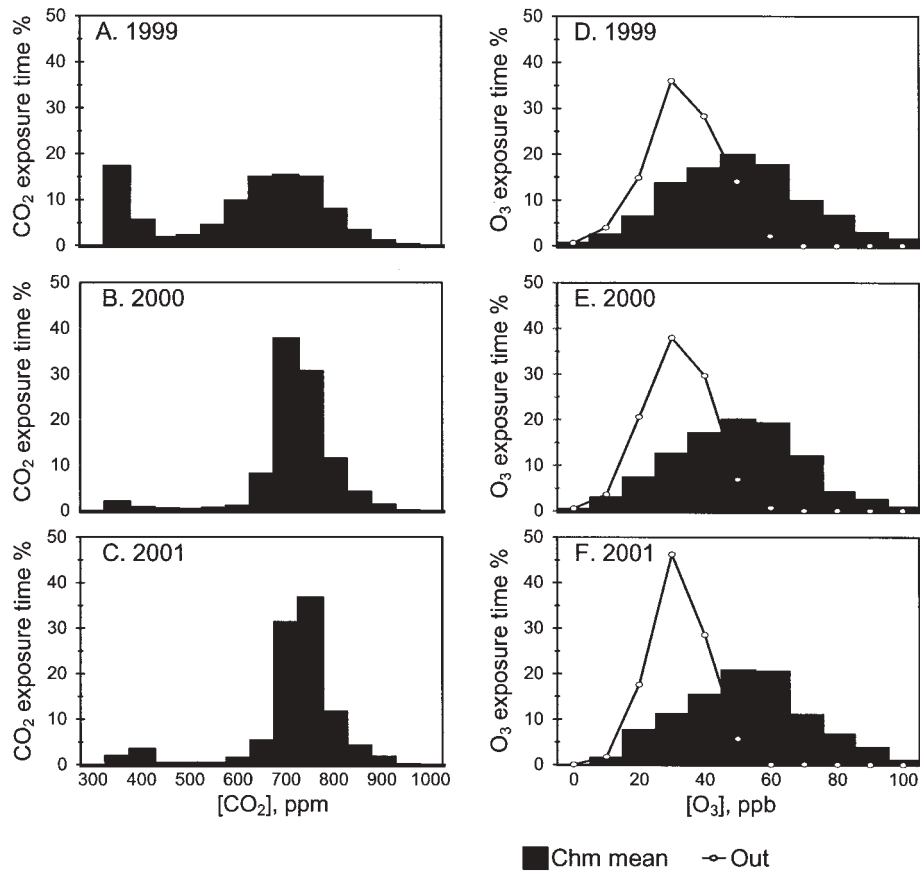 A. 1999
CO₂ exposure time %
50
40
30
20
10
0
B. 2000
CO₂ exposure time %
50
40
30
20
10
0
C. 2001
CO₂ exposure time %
50
40
30
20
10
0
300 400 500 600 700 800 900 1000
[CO₂], ppm
D. 1999
O₃ exposure time %
50
40
30
20
10
0
E. 2000
O₃ exposure time %
50
40
30
20
10
0
F. 2001
O₃ exposure time %
50
40
30
20
10
0
0 20 40 60 80 100
[O₃], ppb
Chm mean Out